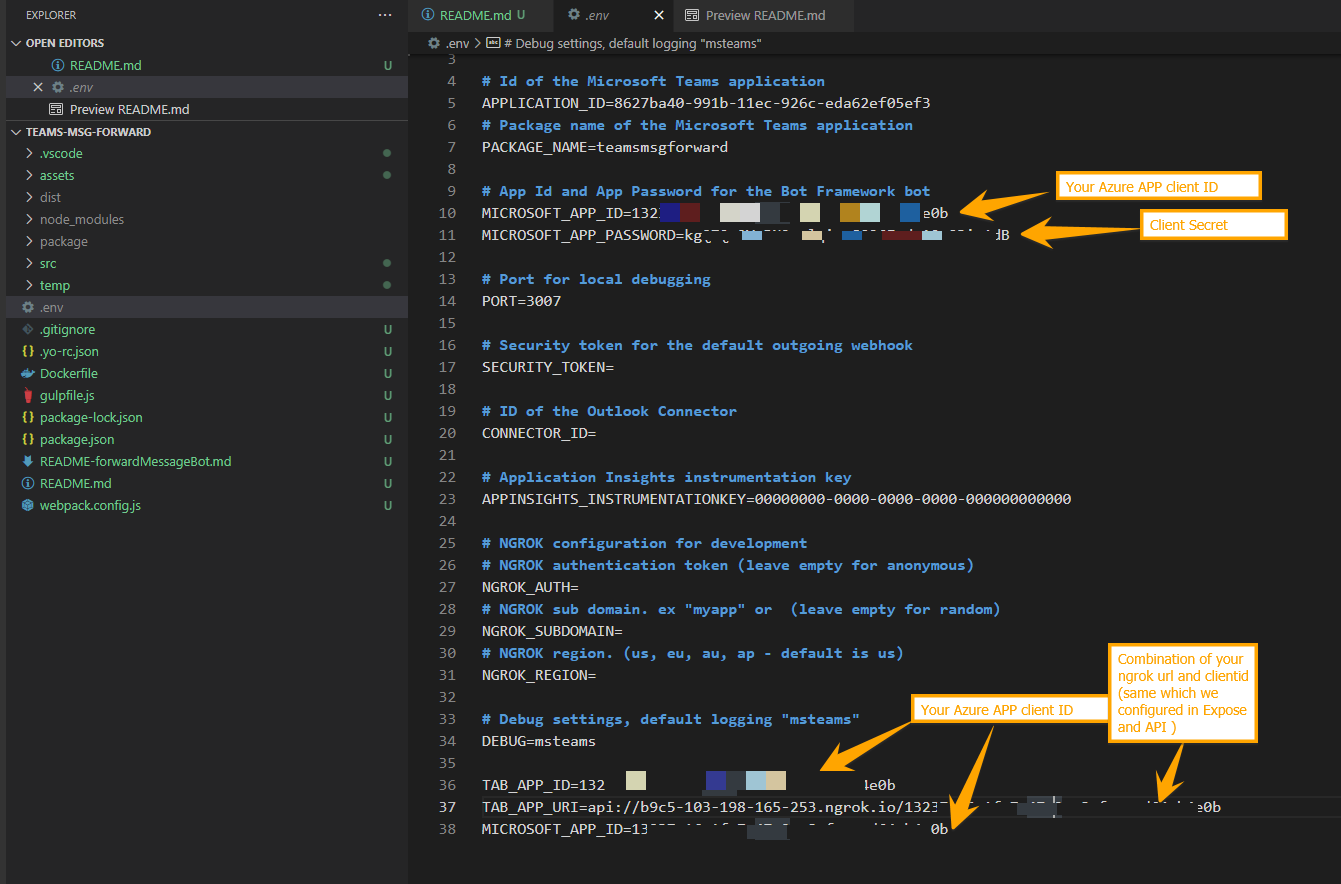 EXPLORER
OPEN EDITORS
README.md U
.env
Preview README.md
TEAMS-MSG-FORWARD
.vscode
assets
dist
node_modules
package
src
temp
.env
.gitignore U
.yo-rc.json U
Dockerfile U
gulpfile.js U
package-lock.json U
package.json U
README-forwardMessageBot.md U
README.md U
webpack.config.js U
README.md U
.env
Preview README.md
.env > # Debug settings, default logging "msteams"
3
4 # Id of the Microsoft Teams application
5 APPLICATION_ID=8627ba40-991b-11ec-926c-eda62ef05ef3
6 # Package name of the Microsoft Teams application
7 PACKAGE_NAME=teamsmsgforward
8
9 # App Id and App Password for the Bot Framework bot
10 MICROSOFT_APP_ID=132 e0b
11 MICROSOFT_APP_PASSWORD=kg dB
12
13 # Port for local debugging
14 PORT=3007
15
16 # Security token for the default outgoing webhook
17 SECURITY_TOKEN=
18
19 # ID of the Outlook Connector
20 CONNECTOR_ID=
21
22 # Application Insights instrumentation key
23 APPINSIGHTS_INSTRUMENTATIONKEY=00000000-0000-0000-0000-000000000000
24
25 # NGROK configuration for development
26 # NGROK authentication token (leave empty for anonymous)
27 NGROK_AUTH=
28 # NGROK sub domain. ex "myapp" or  (leave empty for random)
29 NGROK_SUBDOMAIN=
30 # NGROK region. (us, eu, au, ap - default is us)
31 NGROK_REGION=
32
33 # Debug settings, default logging "msteams"
34 DEBUG=msteams
35
36 TAB_APP_ID=132 4e0b
37 TAB_APP_URI=api://b9c5-103-198-165-253.ngrok.io/1323 e0b
38 MICROSOFT_APP_ID=13 0b
Your Azure APP client ID
Client Secret
Your Azure APP client ID
Combination of your
ngrok url and clientid
(same which we
configured in Expose
and API )